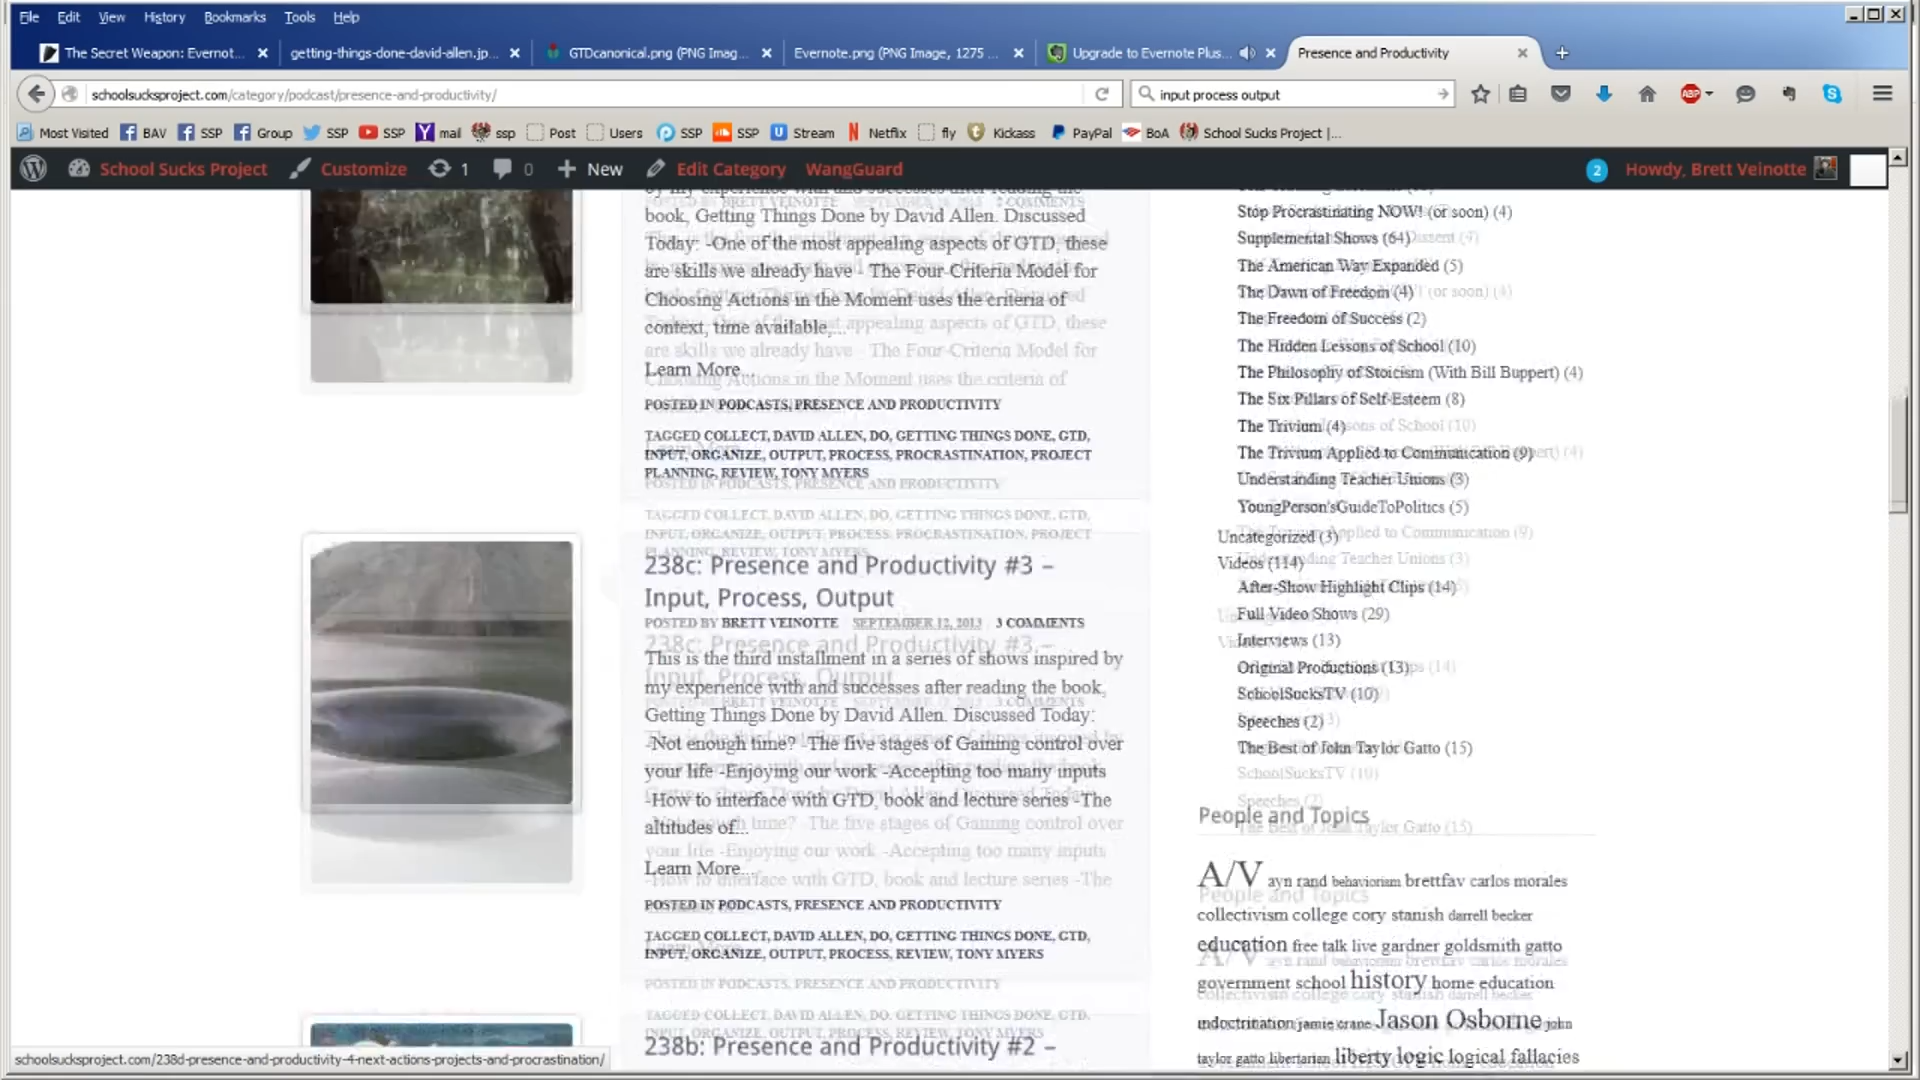 File Edit View History Bookmarks Tools Help
The Secret Weapon: Evernot... getting-things-done-david-allen.jp... GTDcanonical.png (PNG Imag... Evernote.png (PNG Image, 1275 ... Upgrade to Evernote Plus... Presence and Productivity
schoolsucksproject.com/category/podcast/presence-and-productivity/ input process output ABP
Most Visited BAV SSP Group SSP SSP mail ssp Post Users SSP SSP Stream Netflix fly Kickass PayPal BoA School Sucks Project |...
School Sucks Project Customize 1 0 New Edit Category WangGuard 2 Howdy, Brett Veinotte
by my experience with and successes after reading the
book, Getting Things Done by David Allen. Discussed
Today: -One of the most appealing aspects of GTD, these
are skills we already have - The Four-Criteria Model for
Choosing Actions in the Moment uses the criteria of
context, time available,...
Learn More...
POSTED IN PODCASTS, PRESENCE AND PRODUCTIVITY
TAGGED COLLECT, DAVID ALLEN, DO, GETTING THINGS DONE, GTD,
INPUT, ORGANIZE, OUTPUT, PROCESS, PROCRASTINATION, PROJECT
PLANNING, REVIEW, TONY MYERS
238c: Presence and Productivity #3 –
Input, Process, Output
POSTED BY BRETT VEINOTTE SEPTEMBER 12, 2013 3 COMMENTS
This is the third installment in a series of shows inspired by
my experience with and successes after reading the book,
Getting Things Done by David Allen. Discussed Today:
-Not enough time? -The five stages of Gaining control over
your life -Enjoying our work -Accepting too many inputs
-How to interface with GTD, book and lecture series -The
altitudes of...
Learn More...
POSTED IN PODCASTS, PRESENCE AND PRODUCTIVITY
TAGGED COLLECT, DAVID ALLEN, DO, GETTING THINGS DONE, GTD,
INPUT, ORGANIZE, OUTPUT, PROCESS, REVIEW, TONY MYERS
238b: Presence and Productivity #2 –
Stop Procrastinating NOW! (or soon) (4)
Supplemental Shows (64)
The American Way Expanded (5)
The Dawn of Freedom (4)
The Freedom of Success (2)
The Hidden Lessons of School (10)
The Philosophy of Stoicism (With Bill Buppert) (4)
The Six Pillars of Self-Esteem (8)
The Trivium (4)
The Trivium Applied to Communication (9)
Understanding Teacher Unions (3)
YoungPerson'sGuideToPolitics (5)
Uncategorized (3)
Videos (114)
After-Show Highlight Clips (14)
Full Video Shows (29)
Interviews (13)
Original Productions (13)
SchoolSucksTV (10)
Speeches (2)
The Best of John Taylor Gatto (15)
People and Topics
A/V ayn rand behaviorism brettfav carlos morales
collectivism college cory stanish darrell becker
education free talk live gardner goldsmith gatto
government school history home education
indoctrination jamie crane Jason Osborne john
taylor gatto libertarian liberty logic logical fallacies
schoolsucksproject.com/238d-presence-and-productivity-4-next-actions-projects-and-procrastination/